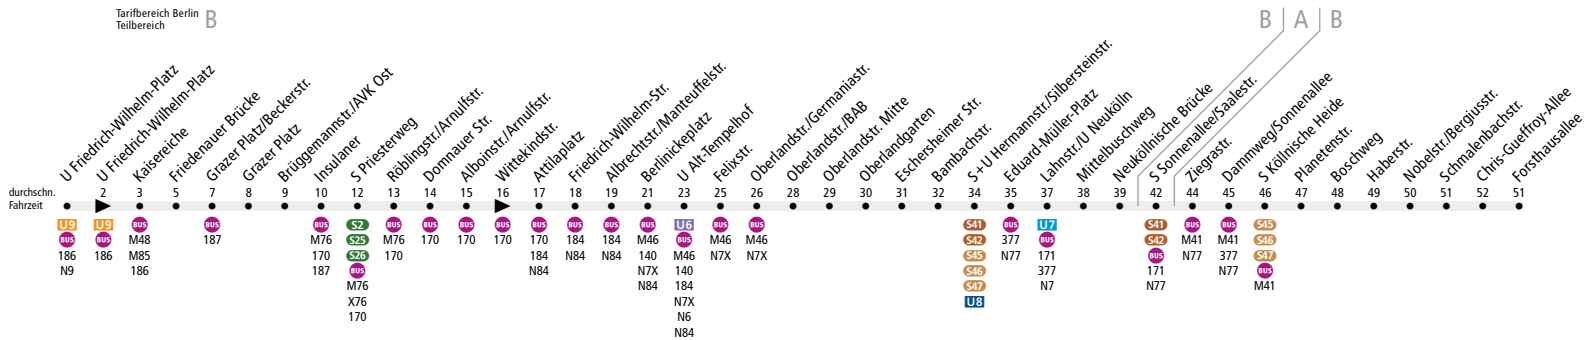 Tarifbereich Berlin
Teilbereich
B
B A B
U Friedrich-Wilhelm-Platz
U Friedrich-Wilhelm-Platz
Kaisereiche
Friedenauer Brücke
Grazer Platz/Beckerstr.
Grazer Platz
Brüggemannstr./AVK Ost
Insulaner
S Priesterweg
Röblingstr./Arnulfstr.
Domnauer Str.
Alboinstr./Arnulfstr.
Wittekindstr.
Attilaplatz
Friedrich-Wilhelm-Str.
Albrechtstr./Manteuffelstr.
Berlinickeplatz
U Alt-Tempelhof
Felixstr.
Oberlandstr./Germaniastr.
Oberlandstr./BAB
Oberlandstr. Mitte
Oberlandgarten
Eschersheimer Str.
Bambachstr.
S+U Hermannstr./Silbersteinstr.
Eduard-Müller-Platz
Lahnstr./U Neukölln
Mittelbuschweg
Neuköllnische Brücke
S Sonnenallee/Saalestr.
Ziegrastr.
Dammweg/Sonnenallee
S Kölnische Heide
Planetenstr.
Boschweg
Haberstr.
Nobelstr./Bergiusstr.
Schmalenbachstr.
Chris-Gueffroy-Allee
Forsthausallee
durchschn.
Fahrzeit
2 3 5 7 8 9 10 12 13 14 15 16 17 18 19 21 23 25 26 28 29 30 31 32 34 35 37 38 39 42 44 45 46 47 48 49 50 51 52 51
U9
BUS
186
N9
U9
BUS
186
BUS
M48
M85
186
BUS
187
BUS
M76
170
187
S2
S25
S26
BUS
M76
X76
170
BUS
M76
170
BUS
170
BUS
170
BUS
170
BUS
170
184
N84
BUS
184
N84
BUS
184
N84
BUS
M46
140
N7X
N84
U6
BUS
M46
140
184
N7X
N6
N84
BUS
M46
N7X
BUS
M46
N7X
S41
S42
S45
S46
S47
U8
BUS
377
N77
U7
BUS
171
377
N7
S41
S42
BUS
171
N77
BUS
M41
N77
BUS
M41
377
N77
S45
S46
S47
BUS
M41